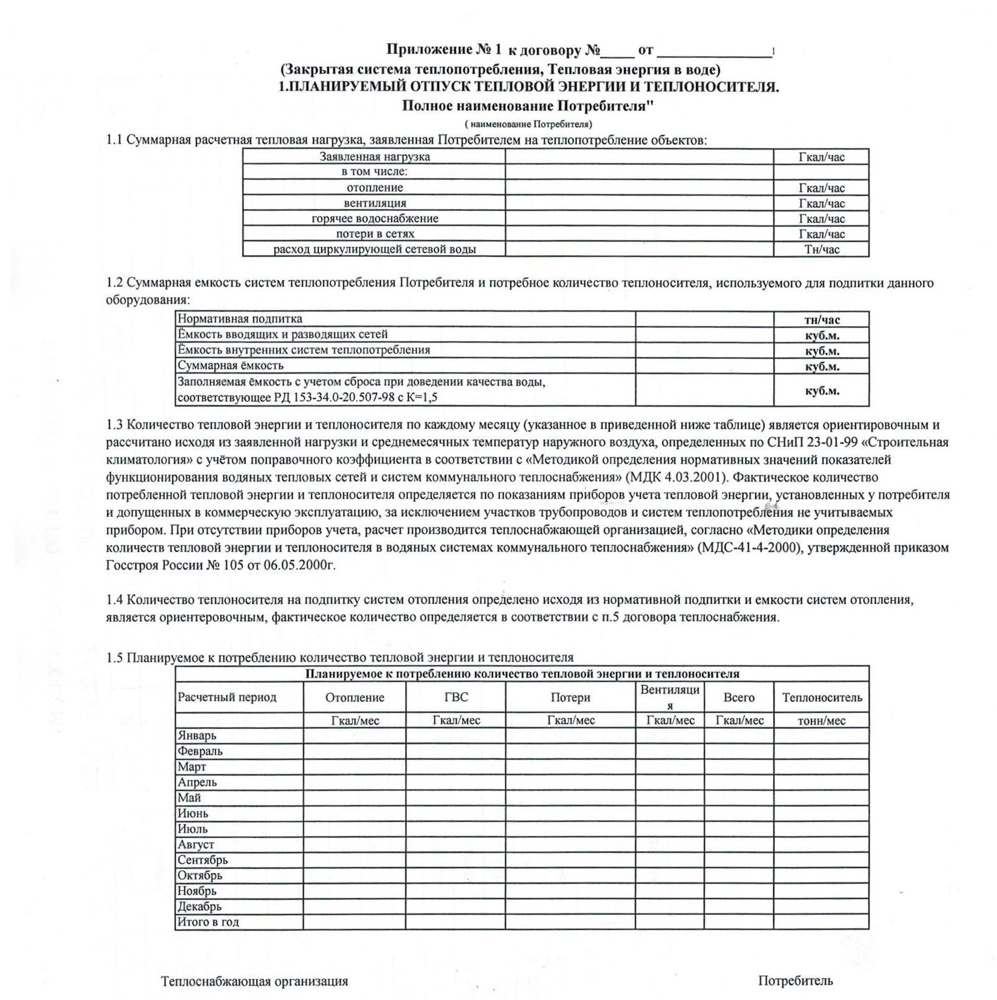 Приложение № 1 к договору №____ от ______________
(Закрытая система теплопотребления, Тепловая энергия в воде)
1.ПЛАНИРУЕМЫЙ ОТПУСК ТЕПЛОВОЙ ЭНЕРГИИ И ТЕПЛОНОСИТЕЛЯ.
Полное наименование Потребителя"
( наименование Потребителя)
1.1 Суммарная расчетная тепловая нагрузка, заявленная Потребителем на теплопотребление объектов:
Заявленная нагрузка Гкал/час
в том числе:
отопление Гкал/час
вентиляция Гкал/час
горячее водоснабжение Гкал/час
потери в сетях Гкал/час
расход циркулирующей сетевой воды Тн/час
1.2 Суммарная емкость систем теплопотребления Потребителя и потребное количество теплоносителя, используемого для подпитки данного
оборудования:
Нормативная подпитка тн/час
Ёмкость вводящих и разводящих сетей куб.м.
Ёмкость внутренних систем теплопотребления куб.м.
Суммарная ёмкость куб.м.
Заполняемая ёмкость с учетом сброса при доведении качества воды,
соответствующее РД 153-34.0-20.507-98 с К=1,5 куб.м.
1.3 Количество тепловой энергии и теплоносителя по каждому месяцу (указанное в приведенной ниже таблице) является ориентировочным и
рассчитано исходя из заявленной нагрузки и среднемесячных температур наружного воздуха, определенных по СНиП 23-01-99 «Строительная
климатология» с учётом поправочного коэффициента в соответствии с «Методикой определения нормативных значений показателей
функционирования водяных тепловых сетей и систем коммунального теплоснабжения» (МДК 4.03.2001). Фактическое количество
потребленной тепловой энергии и теплоносителя определяется по показаниям приборов учета тепловой энергии, установленных у потребителя
и допущенных в коммерческую эксплуатацию, за исключением участков трубопроводов и систем теплопотребления не учитываемых
прибором. При отсутствии приборов учета, расчет производится теплоснабжающей организацией, согласно «Методики определения
количеств тепловой энергии и теплоносителя в водяных системах коммунального теплоснабжения» (МДС-41-4-2000), утвержденной приказом
Госстроя России № 105 от 06.05.2000г.
1.4 Количество теплоносителя на подпитку систем отопления определено исходя из нормативной подпитки и емкости систем отопления,
является ориентеровочным, фактическое количество определяется в соответствии с п.5 договора теплоснабжения.
1.5 Планируемое к потреблению количество тепловой энергии и теплоносителя
Планируемое к потреблению количество тепловой энергии и теплоносителя
Расчетный период Отопление ГВС Потери Вентиляци
я Всего Теплоноситель
Гкал/мес Гкал/мес Гкал/мес Гкал/мес Гкал/мес тонн/мес
Январь
Февраль
Март
Апрель
Май
Июнь
Июль
Август
Сентябрь
Октябрь
Ноябрь
Декабрь
Итого в год
Теплоснабжающая организация Потребитель